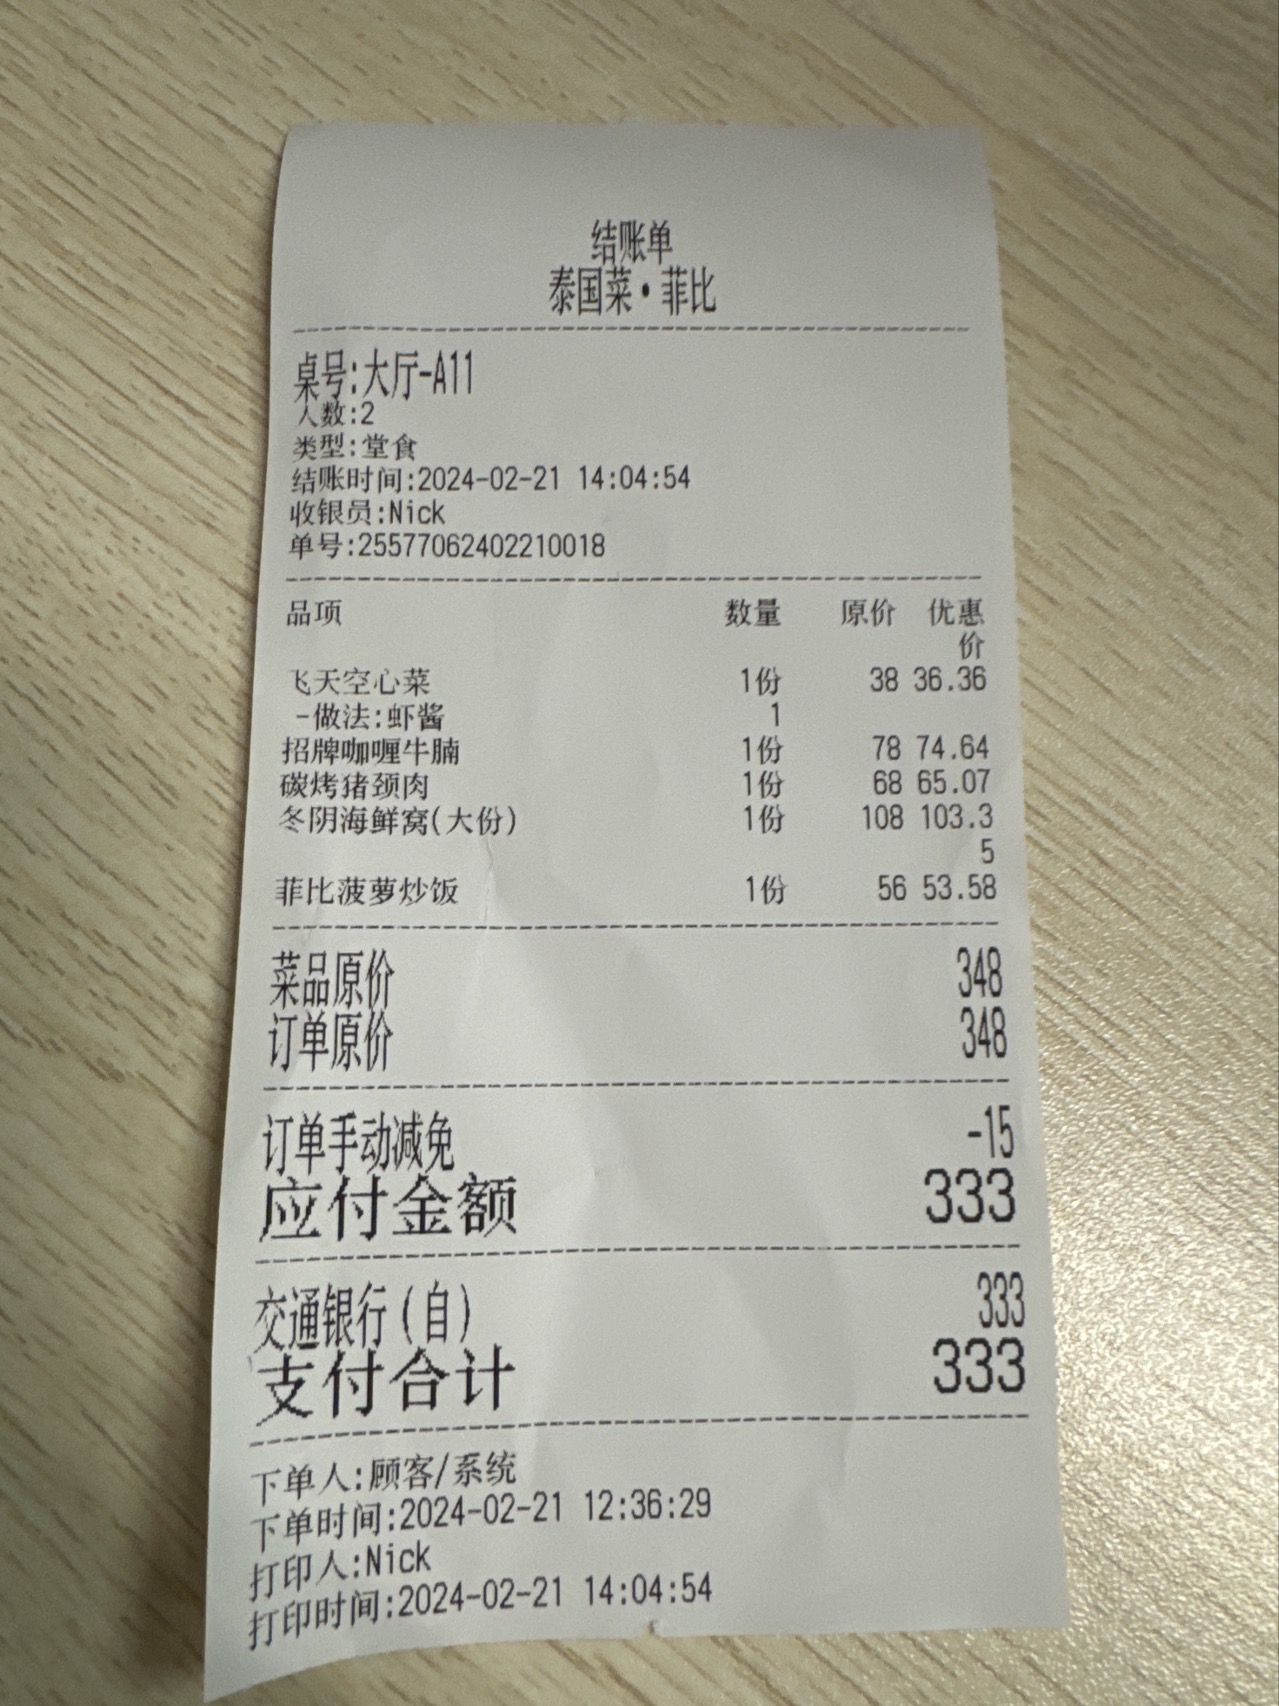 结账单
泰国菜·菲比
桌号:大厅-A11
人数:2
类型:堂食
结账时间:2024-02-21 14:04:54
收银员:Nick
单号:25577062402210018
品项 数量 原价 优惠
价
飞天空心菜 1份 38 36.36
-做法:虾酱 1
招牌咖喱牛腩 1份 78 74.64
碳烤猪颈肉 1份 68 65.07
冬阴海鲜窝(大份) 1份 108 103.3
5
菲比菠萝炒饭 1份 56 53.58
菜品原价 348
订单原价 348
订单手动减免 -15
应付金额 333
交通银行(自) 333
支付合计 333
下单人:顾客/系统
下单时间:2024-02-21 12:36:29
打印人:Nick
打印时间:2024-02-21 14:04:54